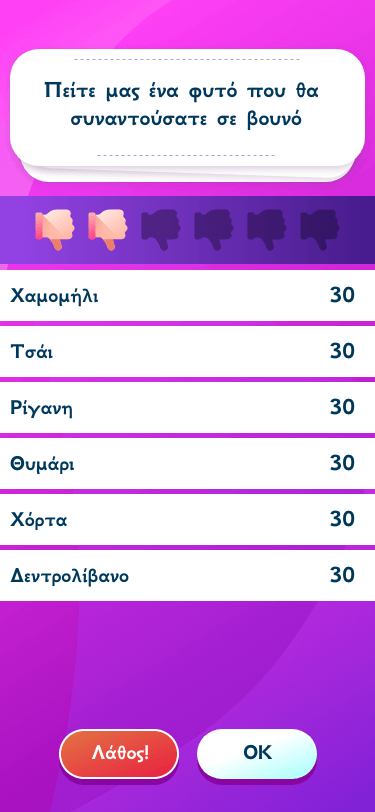 Πείτε μας ένα φυτό που θα
συναντούσατε σε βουνό
Χαμομήλι 30
Τσάι 30
Ρίγανη 30
Θυμάρι 30
Χόρτα 30
Δεντρολίβανο 30
Λάθος! OK